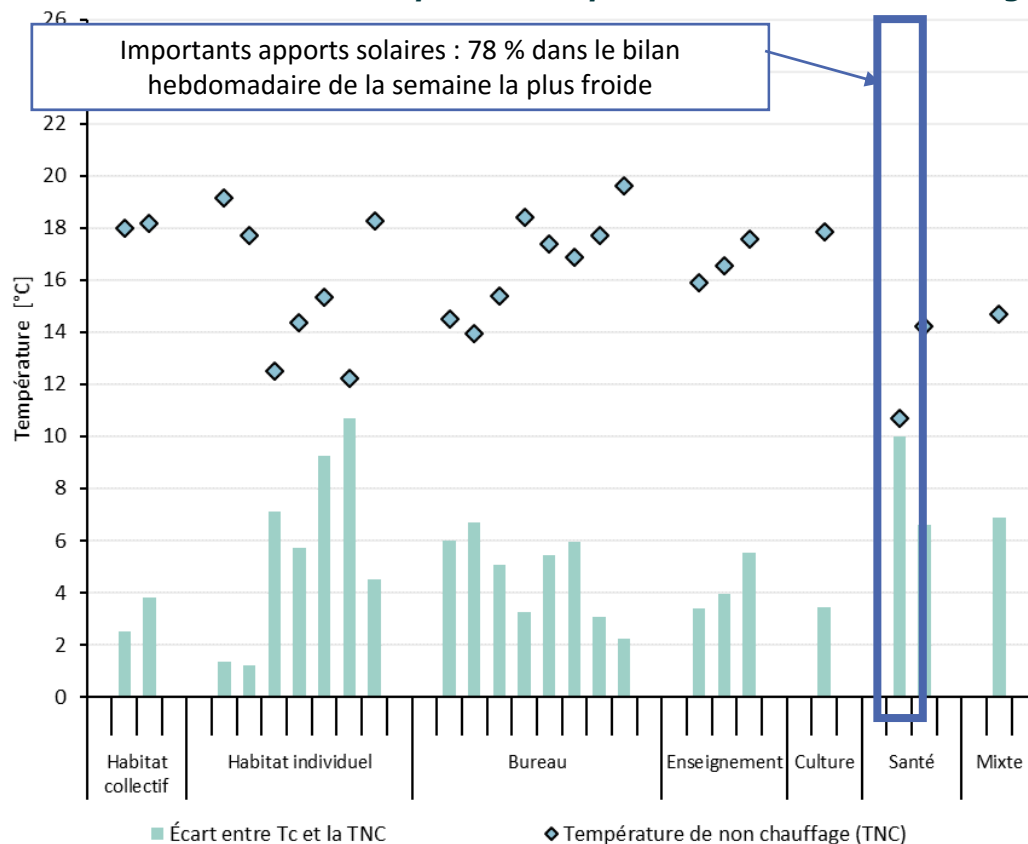 26
Importants apports solaires : 78 % dans le bilan
hebdomadaire de la semaine la plus froide
22
20
18
16
14
12
10
8
6
4
2
0
Température [°C]
Habitat
collectif
Habitat individuel
Bureau
Enseignement
Culture
Santé
Mixte
Écart entre Tc et la TNC
Température de non chauffage (TNC)